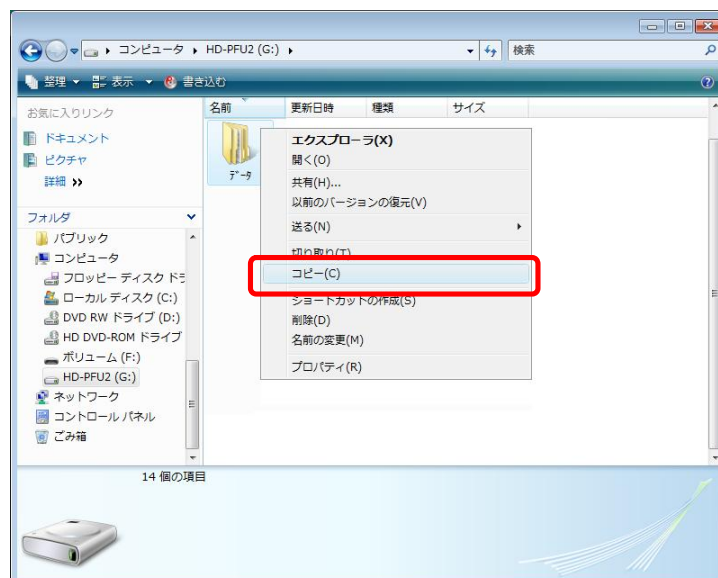 コンピュータ ▸ HD-PFU2 (G:) ▸
検索
整理 表示 書き込む
お気に入りリンク
ドキュメント
ピクチャ
詳細 »
フォルダ
パブリック
コンピュータ
フロッピー ディスク ドラ
ローカル ディスク (C:)
DVD RW ドライブ (D:)
HD DVD-ROM ドライブ
ボリューム (F:)
HD-PFU2 (G:)
ネットワーク
コントロール パネル
ごみ箱
名前 更新日時 種類 サイズ
データ
エクスプローラ(X)
開く(O)
共有(H)...
以前のバージョンの復元(V)
送る(N)
切り取り(T)
コピー(C)
ショートカットの作成(S)
削除(D)
名前の変更(M)
プロパティ(R)
14 個の項目